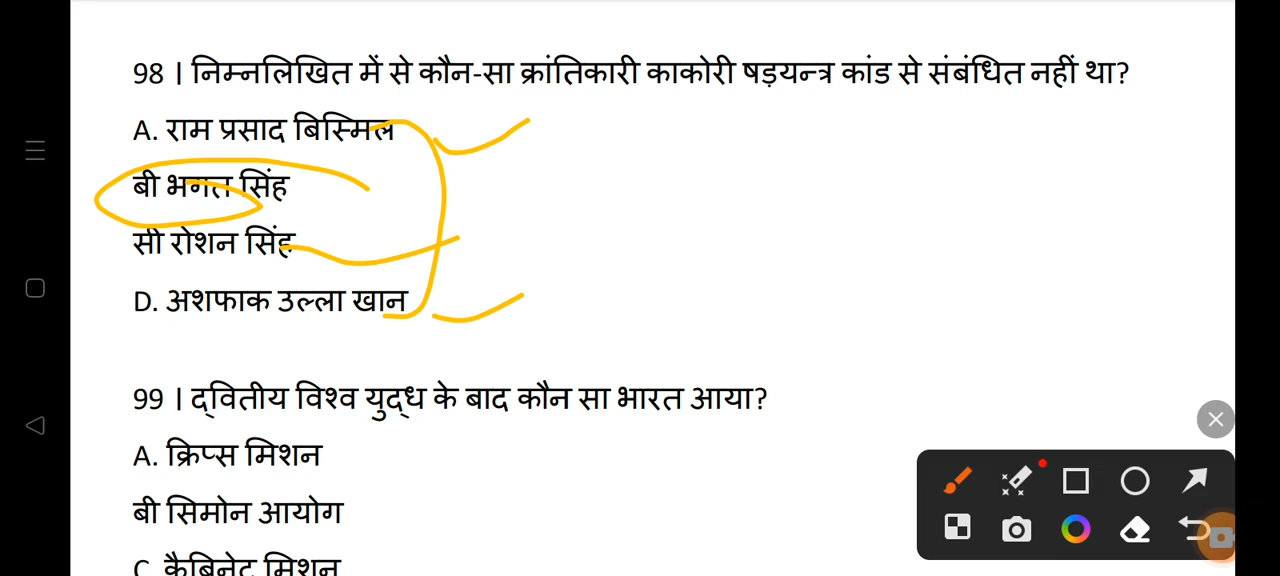 98 । निम्नलिखित में से कौन-सा क्रांतिकारी काकोरी षड़यन्त्र कांड से संबंधित नहीं था?
A. राम प्रसाद बिस्मिल
बी भगत सिंह
सी रोशन सिंह
D. अशफाक उल्ला खान
99 । द्वितीय विश्व युद्ध के बाद कौन सा भारत आया?
A. क्रिप्स मिशन
बी सिमोन आयोग
C. कैबिनेट मिशन